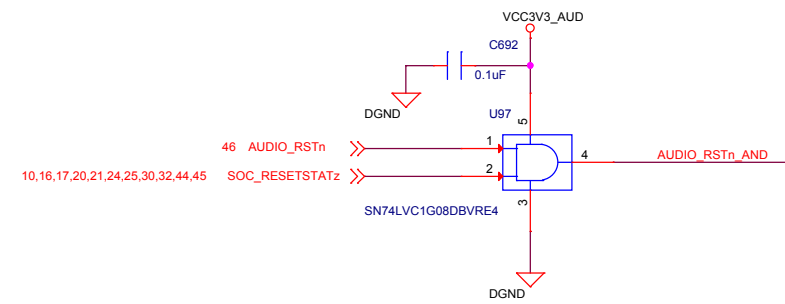 VCC3V3_AUD
C692
0.1uF
DGND
U97
5
46 AUDIO_RSTn
1
4
AUDIO_RSTn_AND
10,16,17,20,21,24,25,30,32,44,45 SOC_RESETSTATz
2
3
SN74LVC1G08DBVRE4
DGND